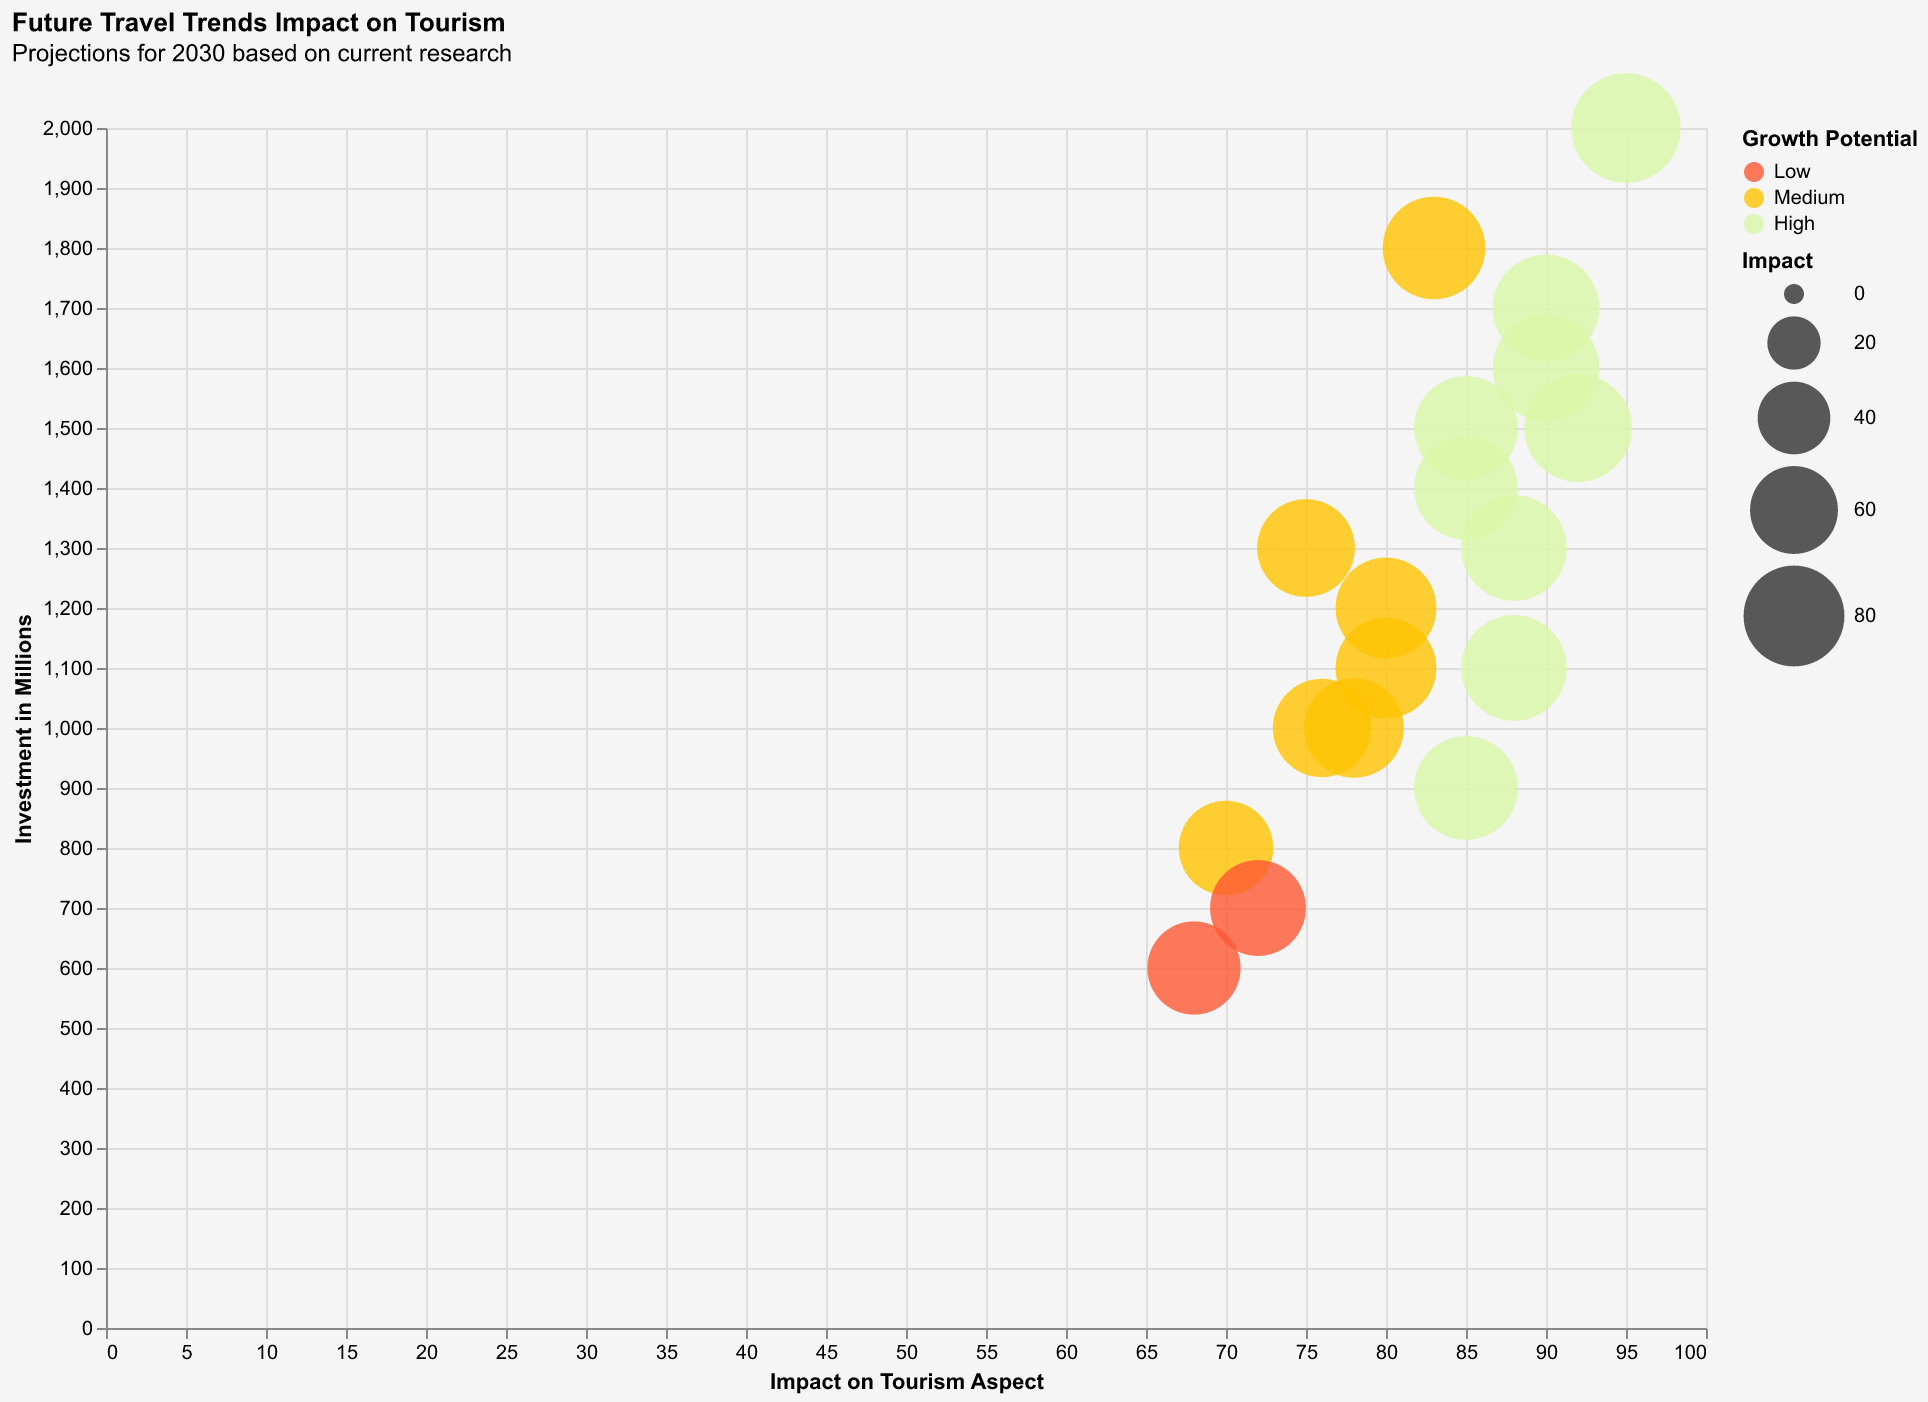 Future Travel Trends Impact on Tourism
Projections for 2030 based on current research
Investment in Millions
2,000
1,900
1,800
1,700
1,600
1,500
1,400
1,300
1,200
1,100
1,000
900
800
700
600
500
400
300
200
100
0
0 5 10 15 20 25 30 35 40 45 50 55 60 65 70 75 80 85 90 95 100
Impact on Tourism Aspect
Growth Potential
Low
Medium
High
Impact
0
20
40
60
80